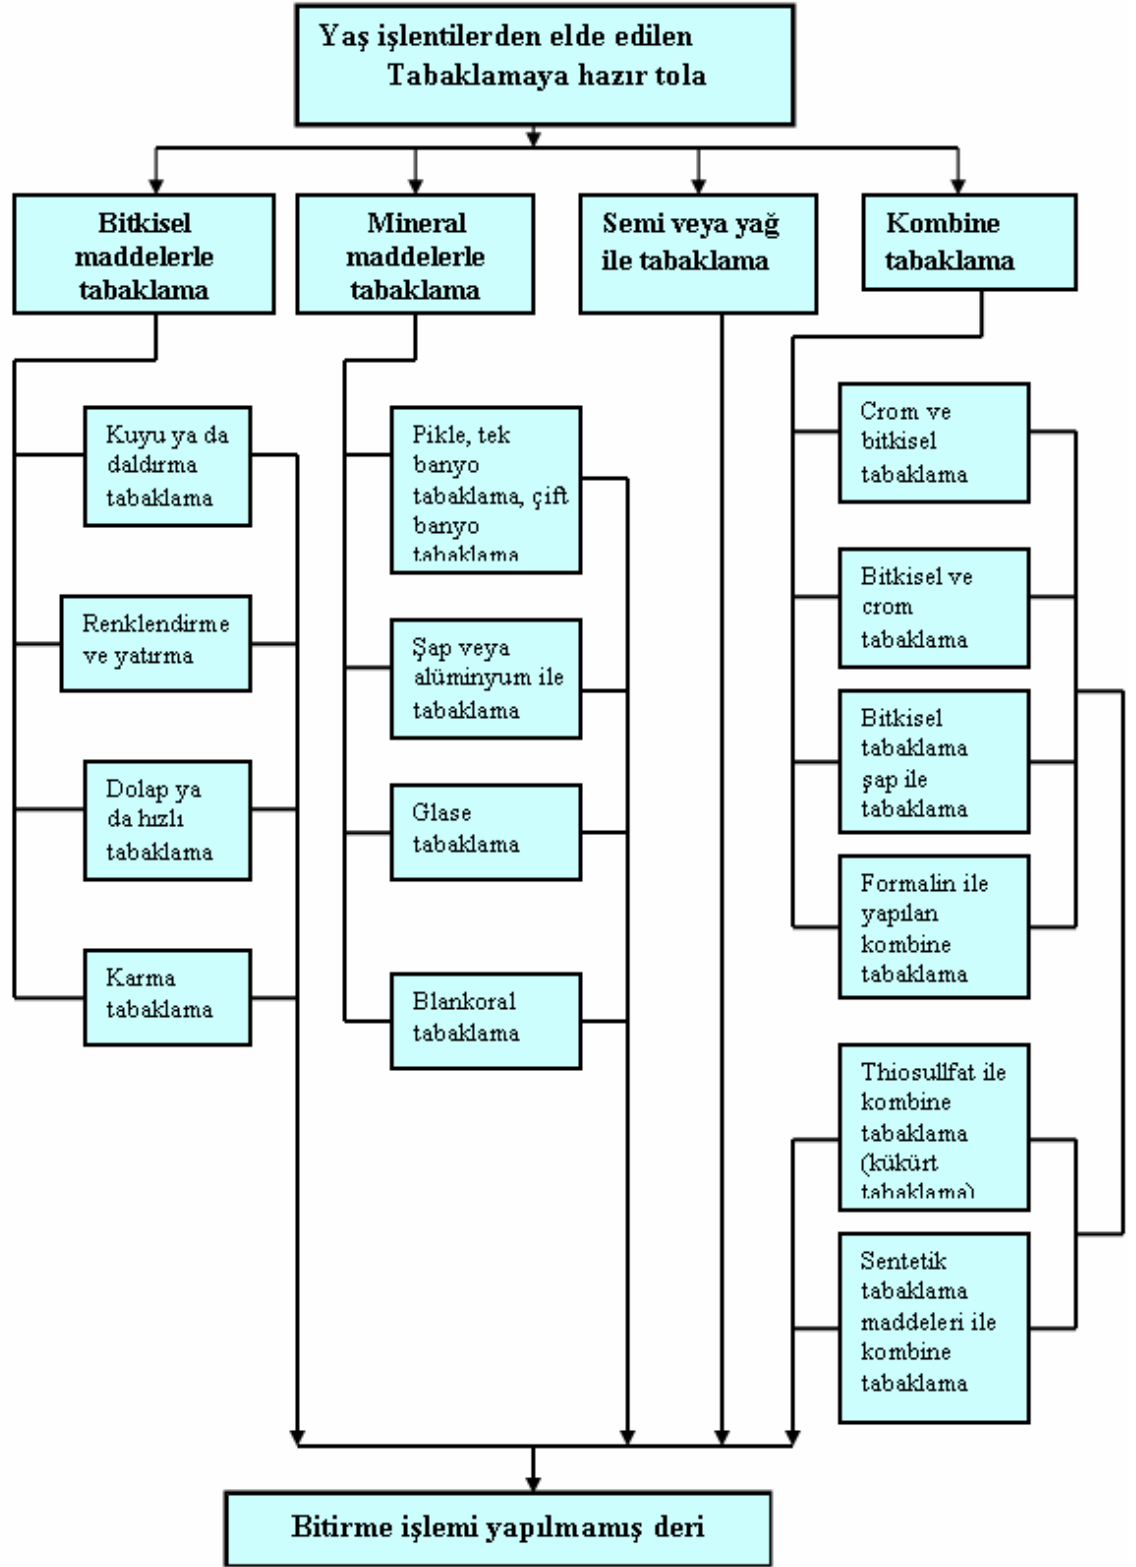 Yaş işlentilerden elde edilen
Tabaklamaya hazır tola
Bitkisel
maddelerle
tabaklama
Mineral
maddelerle
tabaklama
Semi veya yağ
ile tabaklama
Kombine
tabaklama
Kuyu ya da
daldırma
tabaklama
Renklendirme
ve yatırma
Dolap ya
da hızlı
tabaklama
Karma
tabaklama
Pikle, tek
banyo
tabaklama, çift
banyo
tabaklama
Şap veya
alüminyum ile
tabaklama
Glase
tabaklama
Blankoral
tabaklama
Crom ve
bitkisel
tabaklama
Bitkisel ve
crom
tabaklama
Bitkisel
tabaklama
şap ile
tabaklama
Formalin ile
yapılan
kombine
tabaklama
Thiosullfat ile
kombine
tabaklama
(kükürt
tabaklama)
Sentetik
tabaklama
maddeleri ile
kombine
tabaklama
Bitirme işlemi yapılmamış deri